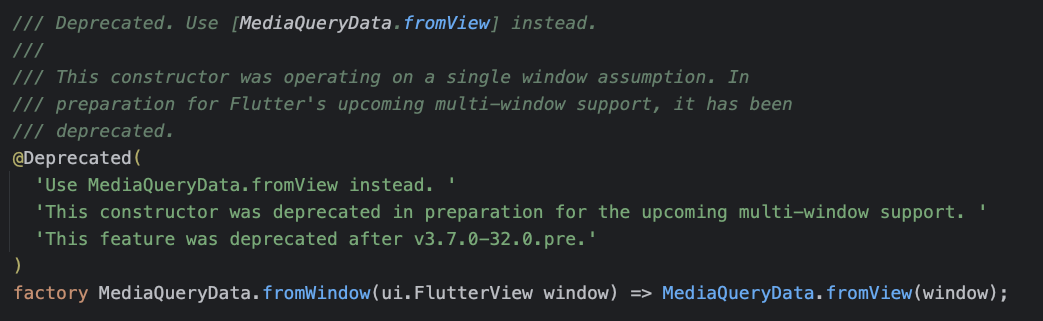 /// Deprecated. Use [MediaQueryData.fromView] instead.
///
/// This constructor was operating on a single window assumption. In
/// preparation for Flutter's upcoming multi-window support, it has been
/// deprecated.
@Deprecated(
'Use MediaQueryData.fromView instead. '
'This constructor was deprecated in preparation for the upcoming multi-window support. '
'This feature was deprecated after v3.7.0-32.0.pre.'
)
factory MediaQueryData.fromWindow(ui.FlutterView window) => MediaQueryData.fromView(window);